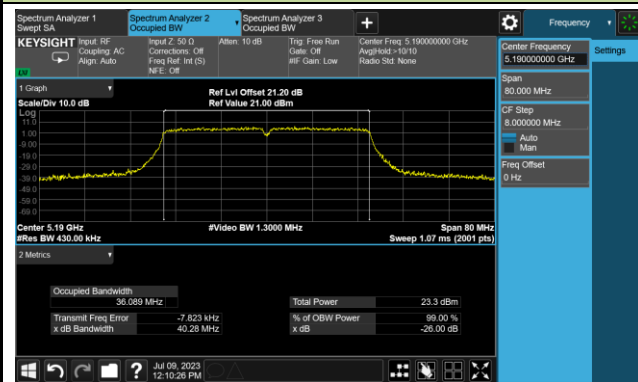 Spectrum Analyzer 1
Swept SA
Spectrum Analyzer 2
Occupied BW
Spectrum Analyzer 3
Occupied BW
+
Frequency
KEYSIGHT
Input: RF
Coupling: AC
Align: Auto
Input Z: 50 Ω
Corrections: Off
Freq Ref: Int (S)
NFE: Off
Atten: 10 dB
Trig: Free Run
Gate: Off
#IF Gain: Low
Center Freq: 5.190000000 GHz
Avg|Hold:>10/10
Radio Std: None
Center Frequency
5.190000000 GHz
Settings
Span
80.000 MHz
CF Step
8.000000 MHz
Auto
Man
Freq Offset
0 Hz
1 Graph
Scale/Div 10.0 dB
Ref Lvl Offset 21.20 dB
Ref Value 21.00 dBm
Log
11.0
1.00
-9.00
-19.0
-29.0
-39.0
-49.0
-59.0
-69.0
Center 5.19 GHz
#Res BW 430.00 kHz
#Video BW 1.3000 MHz
Span 80 MHz
Sweep 1.07 ms (2001 pts)
2 Metrics
Occupied Bandwidth
36.089 MHz
Transmit Freq Error -7.823 kHz
x dB Bandwidth 40.28 MHz
Total Power 23.3 dBm
% of OBW Power 99.00 %
x dB -26.00 dB
?
Jul 09, 2023
12:10:26 PM